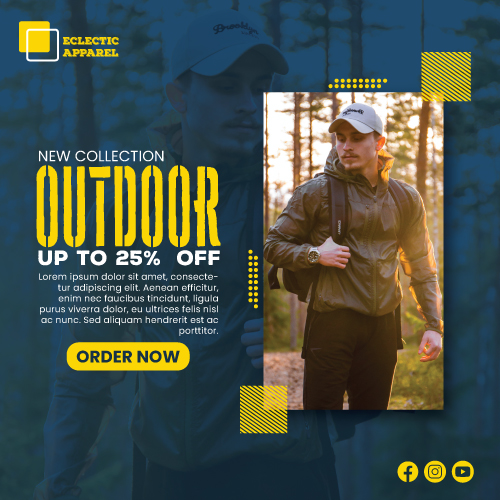 ECLECTIC
APPAREL
NEW COLLECTION
OUTDOOR
UP TO 25% OFF
Lorem ipsum dolor sit amet, consecte-
tur adipiscing elit. Aenean efficitur,
enim nec faucibus tincidunt, ligula
purus viverra dolor, eu ultrices felis nisl
ac nunc. Sed aliquam hendrerit est ac
porttitor.
ORDER NOW